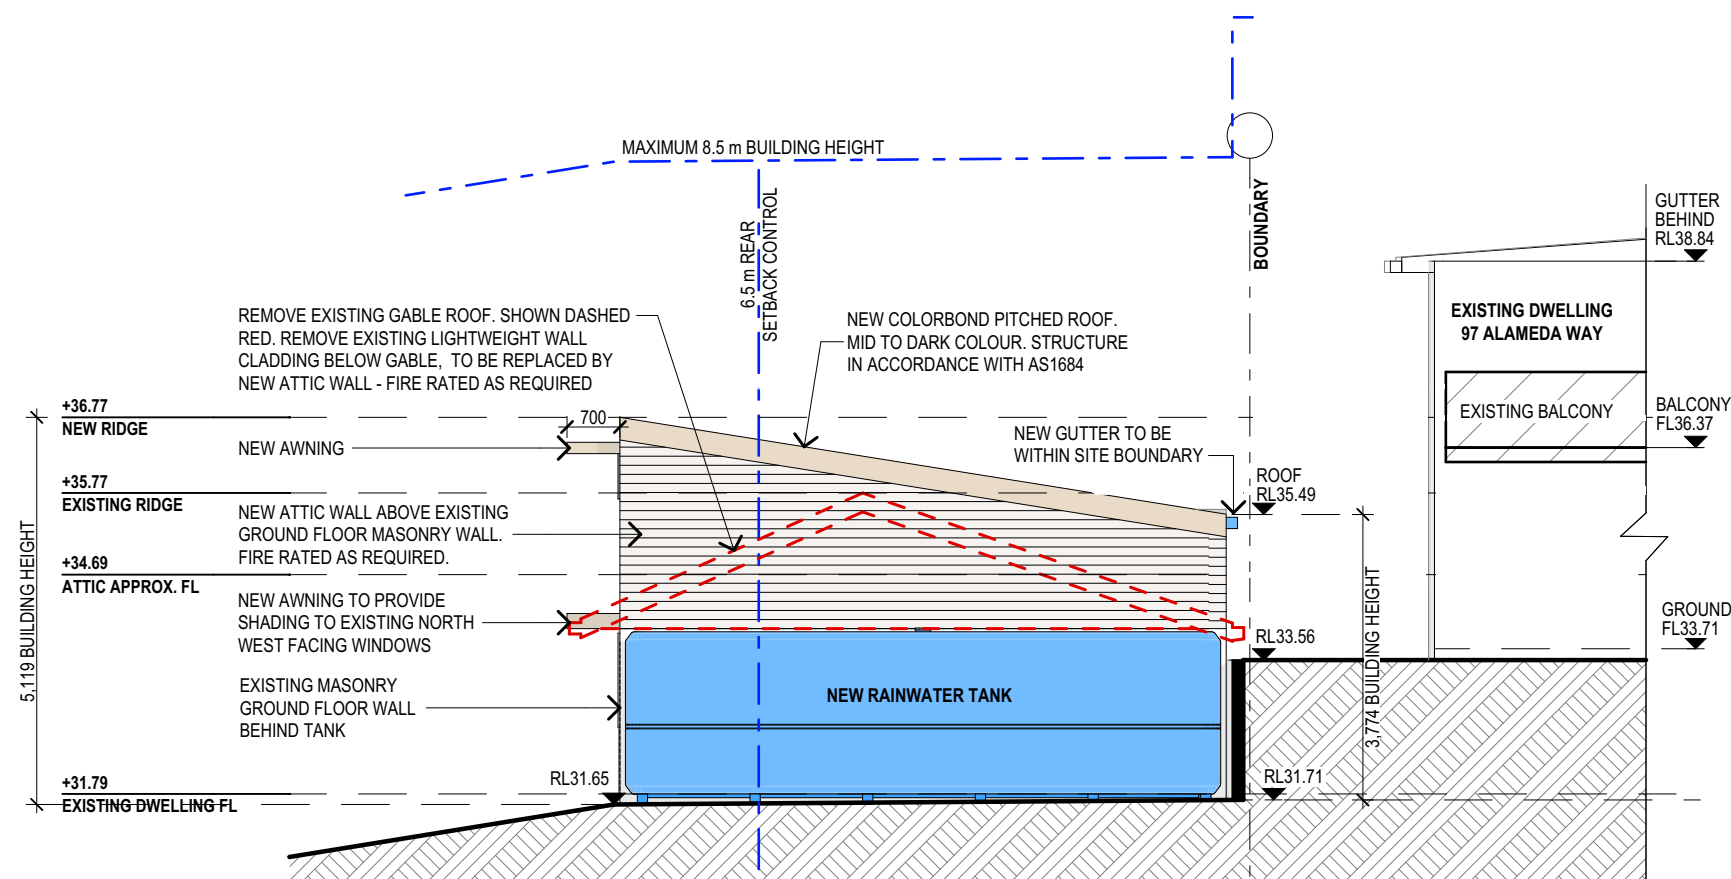 MAXIMUM 8.5 m BUILDING HEIGHT
6.5 m REAR
SETBACK CONTROL
BOUNDARY
GUTTER
BEHIND
RL38.84
REMOVE EXISTING GABLE ROOF. SHOWN DASHED
RED. REMOVE EXISTING LIGHTWEIGHT WALL
CLADDING BELOW GABLE, TO BE REPLACED BY
NEW ATTIC WALL - FIRE RATED AS REQUIRED
NEW COLORBOND PITCHED ROOF.
MID TO DARK COLOUR. STRUCTURE
IN ACCORDANCE WITH AS1684
EXISTING DWELLING
97 ALAMEDA WAY
EXISTING BALCONY
BALCONY
FL36.37
+36.77
NEW RIDGE
700
NEW AWNING
NEW GUTTER TO BE
WITHIN SITE BOUNDARY
ROOF
RL35.49
+35.77
EXISTING RIDGE
NEW ATTIC WALL ABOVE EXISTING
GROUND FLOOR MASONRY WALL.
FIRE RATED AS REQUIRED.
+34.69
ATTIC APPROX. FL
NEW AWNING TO PROVIDE
SHADING TO EXISTING NORTH
WEST FACING WINDOWS
GROUND
FL33.71
RL33.56
5,119 BUILDING HEIGHT
3,774 BUILDING HEIGHT
EXISTING MASONRY
GROUND FLOOR WALL
BEHIND TANK
NEW RAINWATER TANK
RL31.65
RL31.71
+31.79
EXISTING DWELLING FL